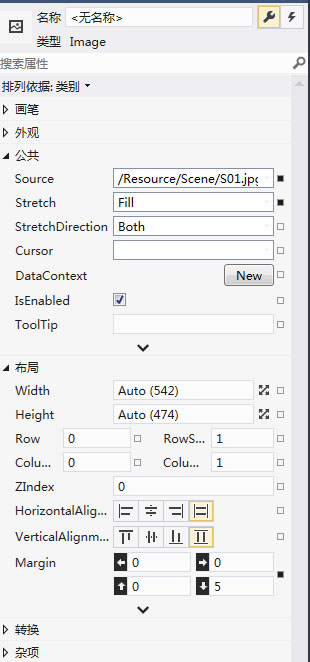 名称 <无名称>
类型 Image
搜索属性
排列依据: 类别
画笔
外观
公共
Source /Resource/Scene/S01.jpg
Stretch Fill
StretchDirection Both
Cursor
DataContext New
IsEnabled
ToolTip
布局
Width Auto (542)
Height Auto (474)
Row 0 RowS... 1
Colu... 0 Colu... 1
ZIndex 0
HorizontalAlig...
VerticalAlignm...
Margin 0 0
0 5
转换
杂项